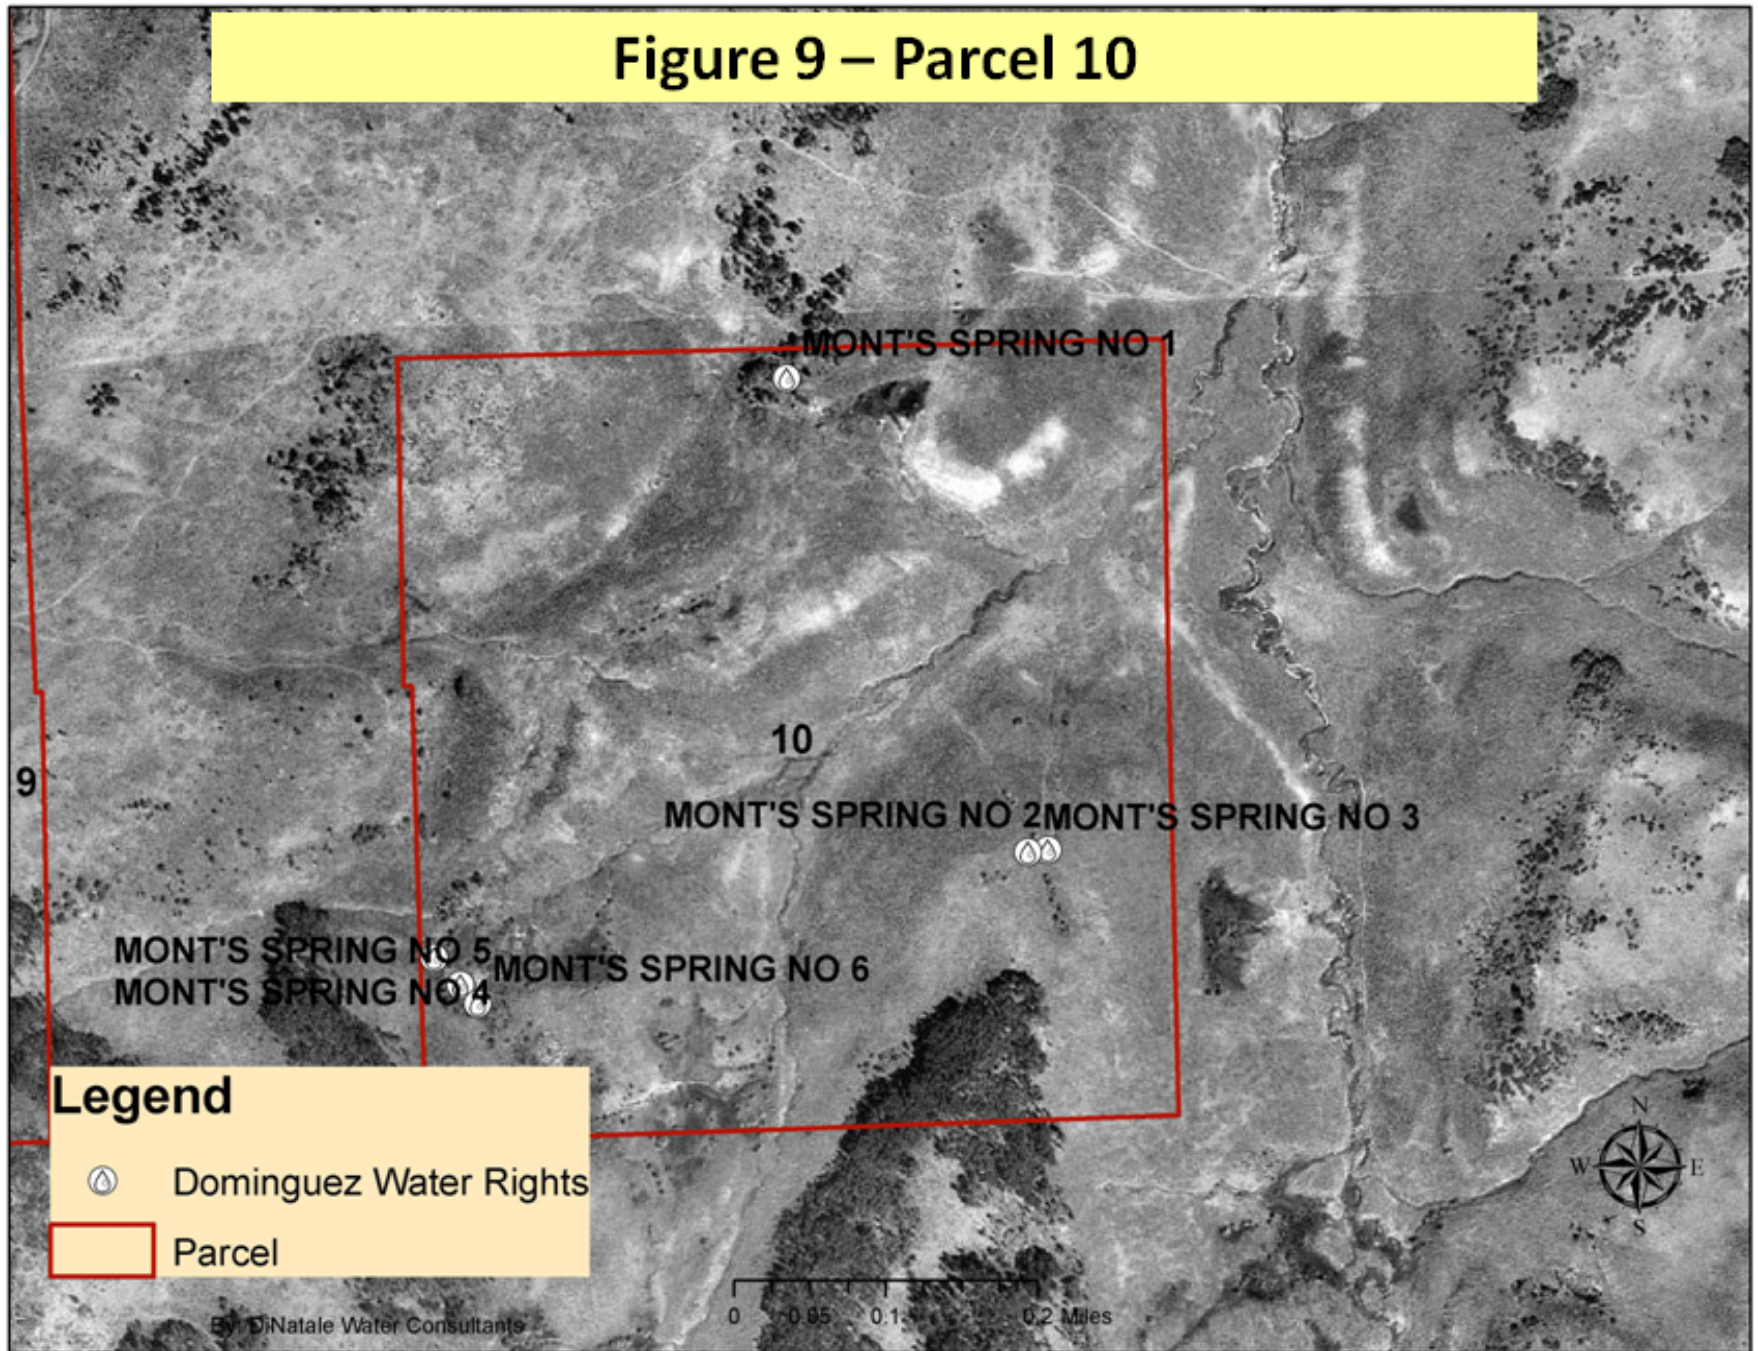 Figure 9 – Parcel 10
MONT'S SPRING NO 1
10
9
MONT'S SPRING NO 2
MONT'S SPRING NO 3
MONT'S SPRING NO 5
MONT'S SPRING NO 6
MONT'S SPRING NO 4
Legend
Dominguez Water Rights
Parcel
N
W E
S
0 0.05 0.1 0.2 Miles
By: DiNatale Water Consultants